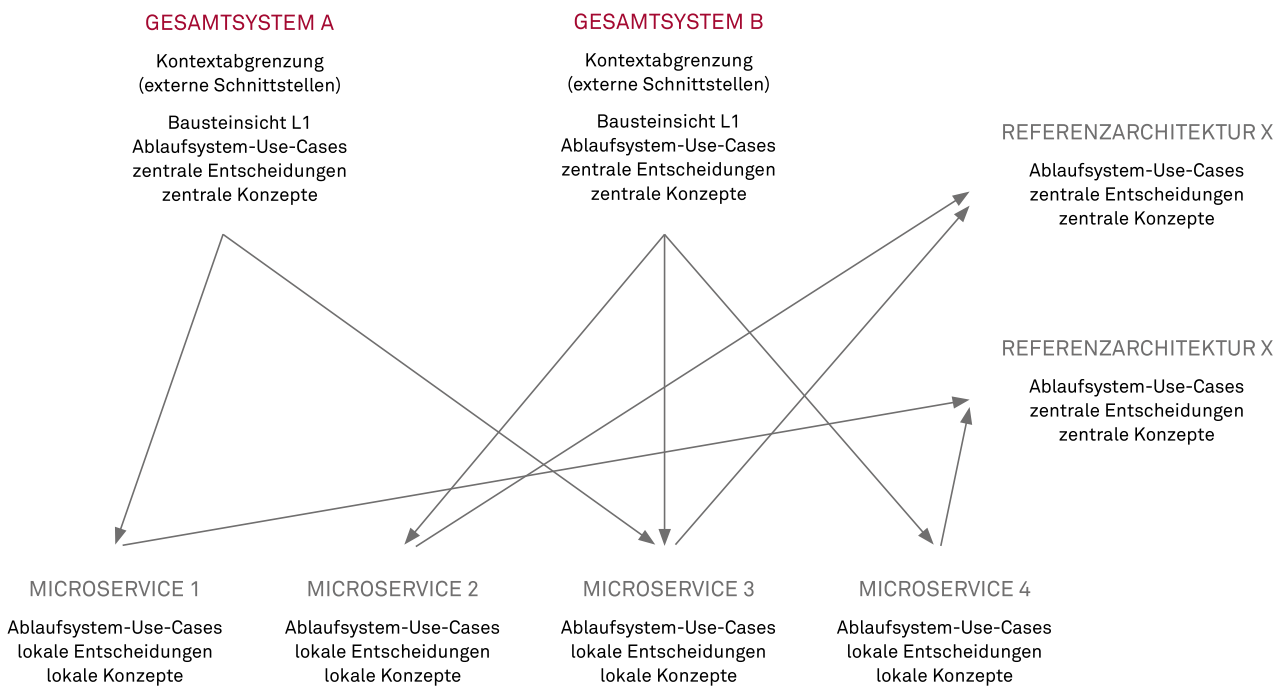 GESAMTSYSTEM A
Kontextabgrenzung
(externe Schnittstellen)
Bausteinsicht L1
Ablaufsystem-Use-Cases
zentrale Entscheidungen
zentrale Konzepte
GESAMTSYSTEM B
Kontextabgrenzung
(externe Schnittstellen)
Bausteinsicht L1
Ablaufsystem-Use-Cases
zentrale Entscheidungen
zentrale Konzepte
REFERENZARCHITEKTUR X
Ablaufsystem-Use-Cases
zentrale Entscheidungen
zentrale Konzepte
REFERENZARCHITEKTUR X
Ablaufsystem-Use-Cases
zentrale Entscheidungen
zentrale Konzepte
MICROSERVICE 1
Ablaufsystem-Use-Cases
lokale Entscheidungen
lokale Konzepte
MICROSERVICE 2
Ablaufsystem-Use-Cases
lokale Entscheidungen
lokale Konzepte
MICROSERVICE 3
Ablaufsystem-Use-Cases
lokale Entscheidungen
lokale Konzepte
MICROSERVICE 4
Ablaufsystem-Use-Cases
lokale Entscheidungen
lokale Konzepte